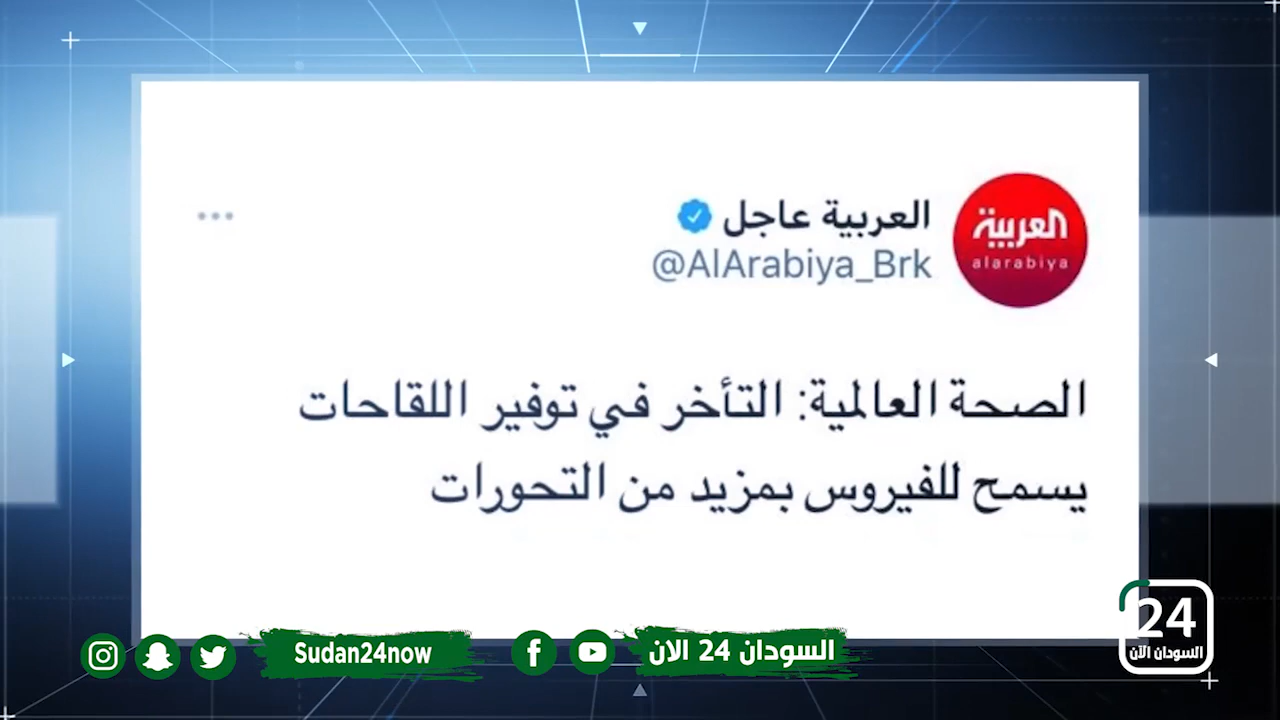 العربية عاجل
@AlArabiya_Brk
العربية
alarabiya
الصحة العالمية: التأخر في توفير اللقاحات
يسمح للفيروس بمزيد من التحورات
24
السودان الآن
Sudan24now
السودان 24 الان